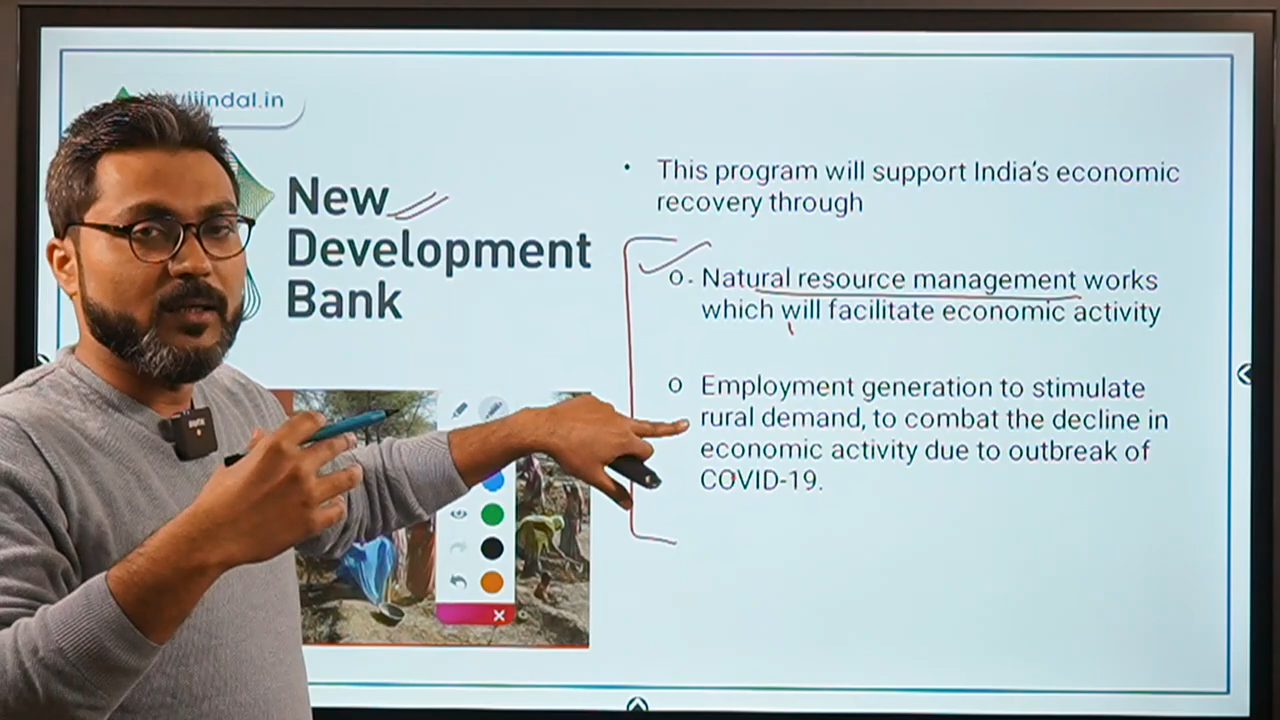 jindal.in
New
Development
Bank
• This program will support India's economic
recovery through
o Natural resource management works
which will facilitate economic activity
o Employment generation to stimulate
rural demand, to combat the decline in
economic activity due to outbreak of
COVID-19.